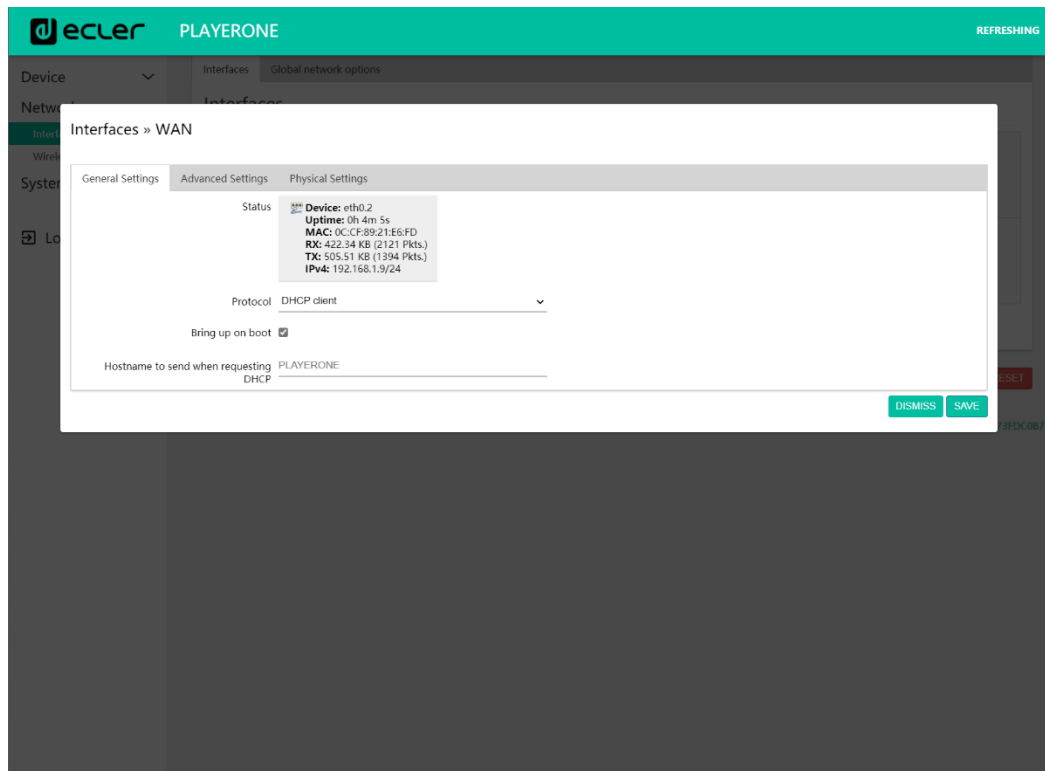 ecler PLAYERONE REFRESHING
Device
Interfaces Global network options
Interfaces
Interfaces » WAN
General Settings Advanced Settings Physical Settings
Status
Device: eth0.2
Uptime: 0h 4m 5s
MAC: 0C:CF:89:21:E6:FD
RX: 422.34 KB (2121 Pkts.)
TX: 505.51 KB (1394 Pkts.)
IPv4: 192.168.1.9/24
Protocol DHCP client
Bring up on boot
Hostname to send when requesting DHCP
PLAYERONE
DISMISS SAVE